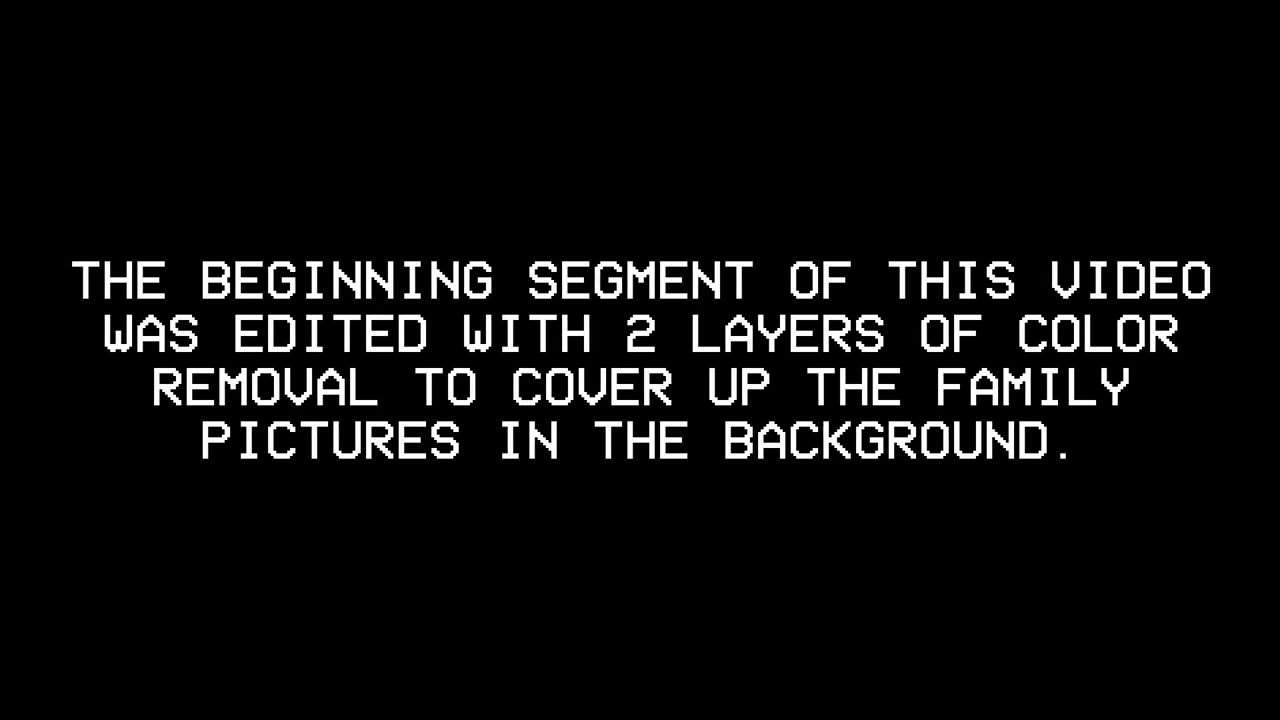 THE BEGINNING SEGMENT OF THIS VIDEO
WAS EDITED WITH 2 LAYERS OF COLOR
REMOVAL TO COVER UP THE FAMILY
PICTURES IN THE BACKGROUND.